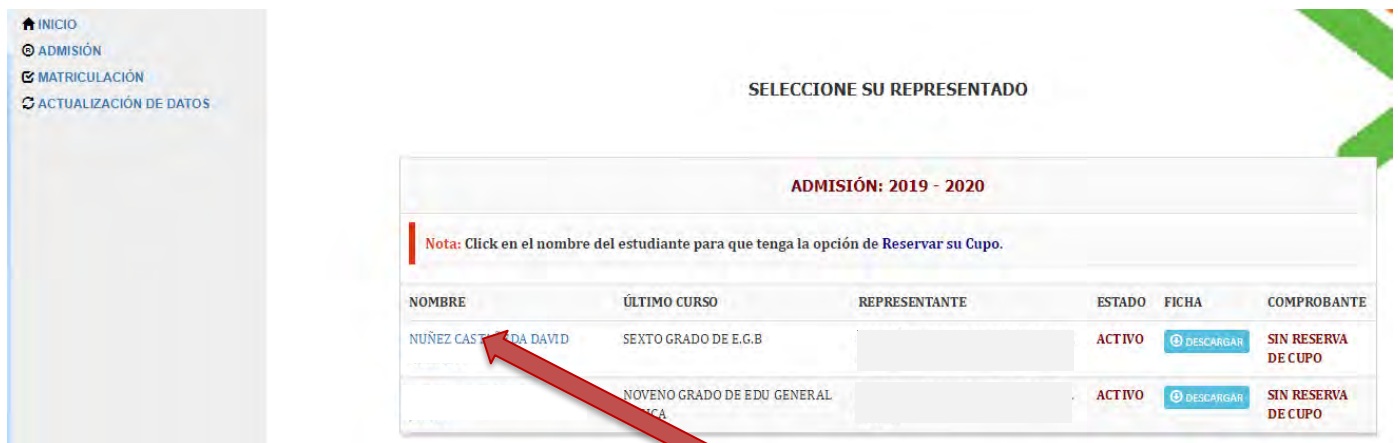 INICIO
ADMISIÓN
MATRICULACIÓN
ACTUALIZACIÓN DE DATOS
SELECCIONE SU REPRESENTADO
ADMISIÓN: 2019 - 2020
Nota: Click en el nombre del estudiante para que tenga la opción de Reservar su Cupo.
NOMBRE ÚLTIMO CURSO REPRESENTANTE ESTADO FICHA COMPROBANTE
NUÑEZ DAVID SEXTO GRADO DE E.G.B ACTIVO DESCARGAR SIN RESERVA
DE CUPO
NOVENO GRADO DE EDU GENERAL ACTIVO DESCARGAR SIN RESERVA
DE CUPO